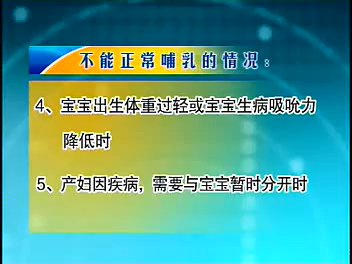 不能正常哺乳的情况：
4、宝宝出生体重过轻或宝宝生病吸吮力
降低时
5、产妇因疾病，需要与宝宝暂时分开时